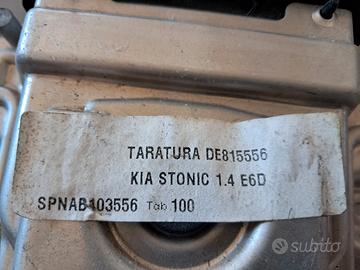 TARATURA DE815556
KIA STONIC 1.4 E6D
SPNAB103556 Tab 100
subito